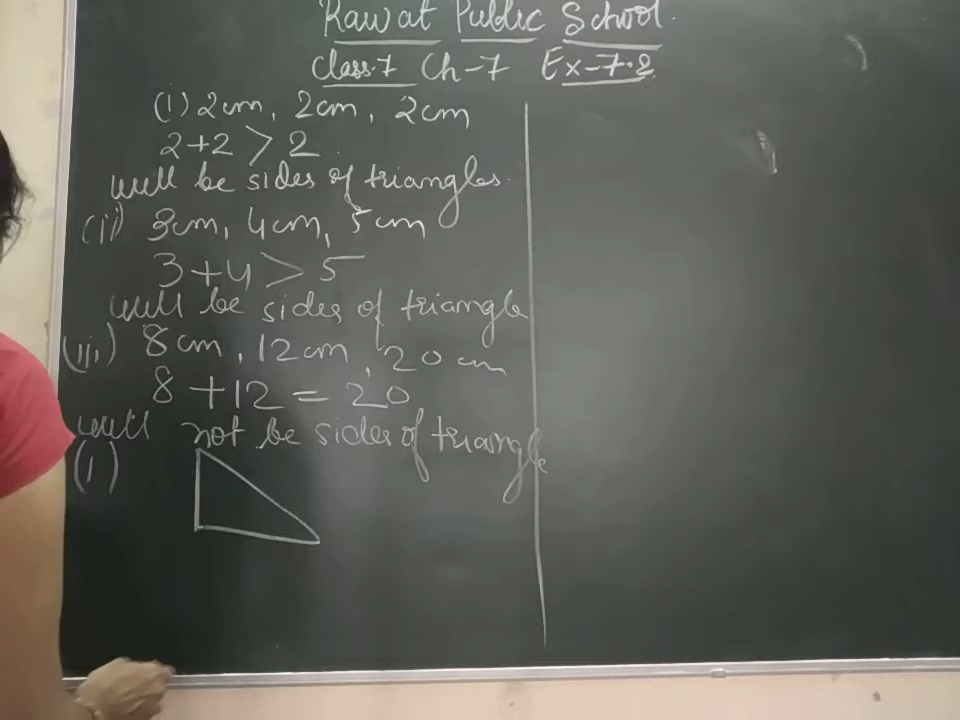 Rawat Public School
Class-7 Ch-7 Ex-7.2
(i) 2cm, 2cm, 2cm
2+2 > 2
will be sides of triangles.
(ii) 3cm, 4cm, 5cm
3+4 > 5
will be sides of triangle
(iii) 8cm, 12cm, 20cm
8+12 = 20
will not be sides of triangle
(i)